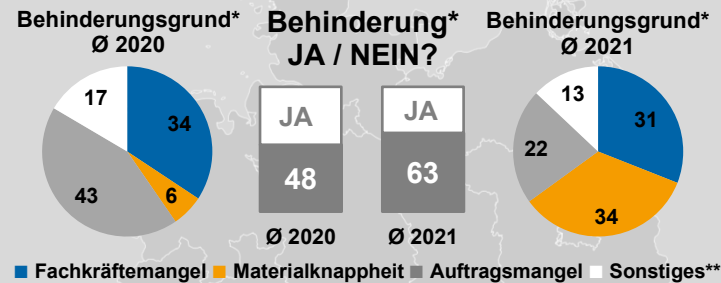 Behinderungsgrund*
Ø 2020
17
34
43
6
Behinderung*
JA / NEIN?
JA
JA
48
63
Ø 2020
Ø 2021
Behinderungsgrund*
Ø 2021
13
31
22
34
Fachkräftemangel Materialknappheit Auftragsmangel Sonstiges**